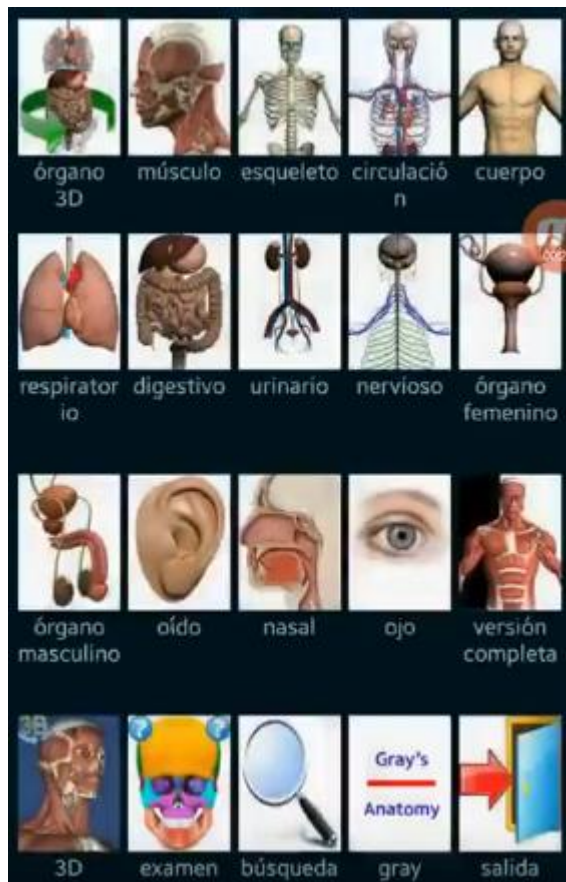 órgano 3D
músculo
esqueleto
circulació
n
cuerpo
respirator
io
digestivo
urinario
nervioso
órgano
femenino
órgano
masculino
oído
nasal
ojo
versión
completa
Gray's
Anatomy
3D
examen
búsqueda
gray
salida